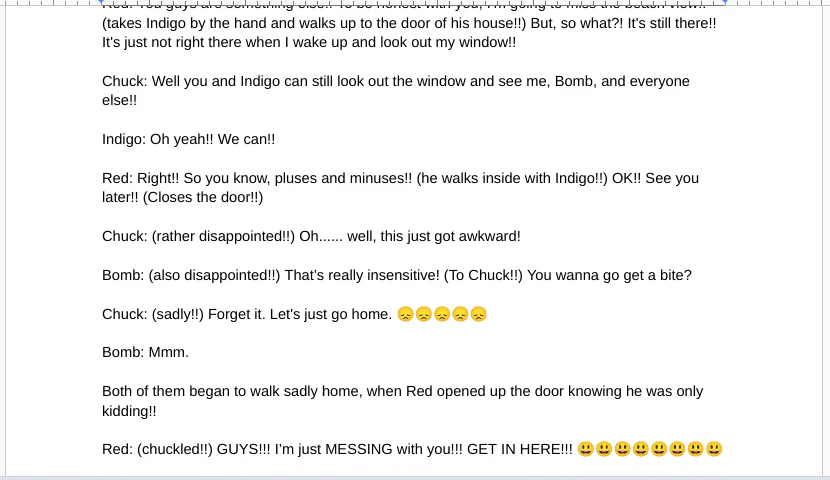 (takes Indigo by the hand and walks up to the door of his house!!) But, so what?! It's still there!!
It's just not right there when I wake up and look out my window!!
Chuck: Well you and Indigo can still look out the window and see me, Bomb, and everyone
else!!
Indigo: Oh yeah!! We can!!
Red: Right!! So you know, pluses and minuses!! (he walks inside with Indigo!!) OK!! See you
later!! (Closes the door!!)
Chuck: (rather disappointed!!) Oh...... well, this just got awkward!
Bomb: (also disappointed!!) That's really insensitive! (To Chuck!!) You wanna go get a bite?
Chuck: (sadly!!) Forget it. Let's just go home. 😞😞😞😞😞
Bomb: Mmm.
Both of them began to walk sadly home, when Red opened up the door knowing he was only
kidding!!
Red: (chuckled!!) GUYS!!! I'm just MESSING with you!!! GET IN HERE!!! 😃😃😃😃😃😃😃😃